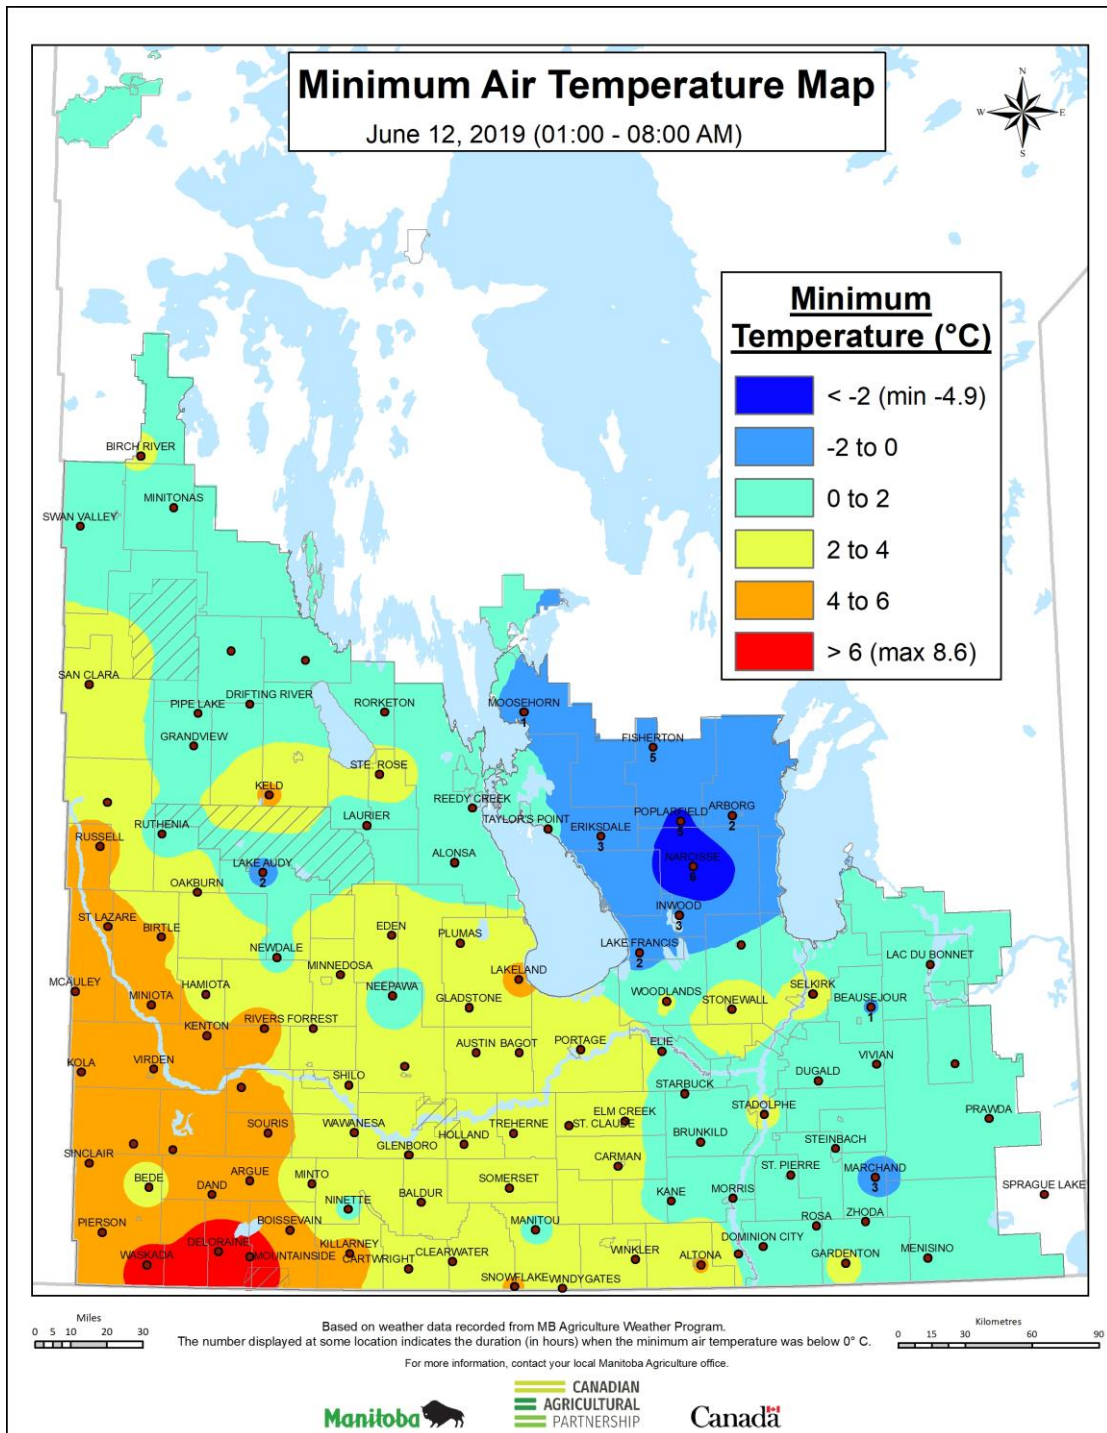 Minimum Air Temperature Map
June 12, 2019 (01:00 - 08:00 AM)
N
W E
S
Minimum
Temperature (°C)
< -2 (min -4.9)
-2 to 0
0 to 2
2 to 4
4 to 6
> 6 (max 8.6)
BIRCH RIVER
MINITONAS
SWAN VALLEY
SAN CLARA
DRIFTING RIVER
PIPE LAKE
RORKETON
MOOSEHORN
1
GRANDVIEW
FISHERTON
5
STE. ROSE
KELD
REEDY CREEK
POPLARFIELD
5
ARBORG
2
LAURIER
TAYLOR'S POINT
RUTHENIA
ERIKSDALE
3
RUSSELL
ALONSA
NARCISSE
6
LAKE AUDY
2
OAKBURN
INWOOD
3
ST LAZARE
BIRTLE
EDEN
PLUMAS
LAKE FRANCIS
2
NEWDALE
LAC DU BONNET
MINNEDOSA
LAKELAND
MCAULEY
HAMIOTA
NEEPAWA
SELKIRK
MINIOTA
GLADSTONE
WOODLANDS
STONEWALL
BEAUSEJOUR
1
KENTON
RIVERS
FORREST
AUSTIN
BAGOT
PORTAGE
ELIE
KOLA
VIRDEN
VIVIAN
SHILO
STARBUCK
DUGALD
STADOLPHE
PRAWDA
ELM CREEK
SOURIS
WAWANESA
TREHERNE
ST. CLAUDE
BRUNKILD
STEINBACH
HOLLAND
GLENBORO
SINCLAIR
CARMAN
ST. PIERRE
MARCHAND
3
ARGUE
MINTO
BEDE
DAND
SOMERSET
BALDUR
KANE
MORRIS
SPRAGUE LAKE
NINETTE
PIERSON
BOISSEVAIN
MANITOU
ROSA
ZHODA
DELORAINE
KILLARNEY
DOMINION CITY
WASKADA
MOUNTAINSIDE
CARTWRIGHT
CLEARWATER
WINKLER
ALTONA
GARDENTON
MENISINO
SNOWFLAKE
WINDYGATES
Miles
0 5 10 20 30
Based on weather data recorded from MB Agriculture Weather Program.
The number displayed at some location indicates the duration (in hours) when the minimum air temperature was below 0° C.
For more information, contact your local Manitoba Agriculture office.
Kilometres
0 15 30 60 90
Manitoba
CANADIAN
AGRICULTURAL
PARTNERSHIP
Canada